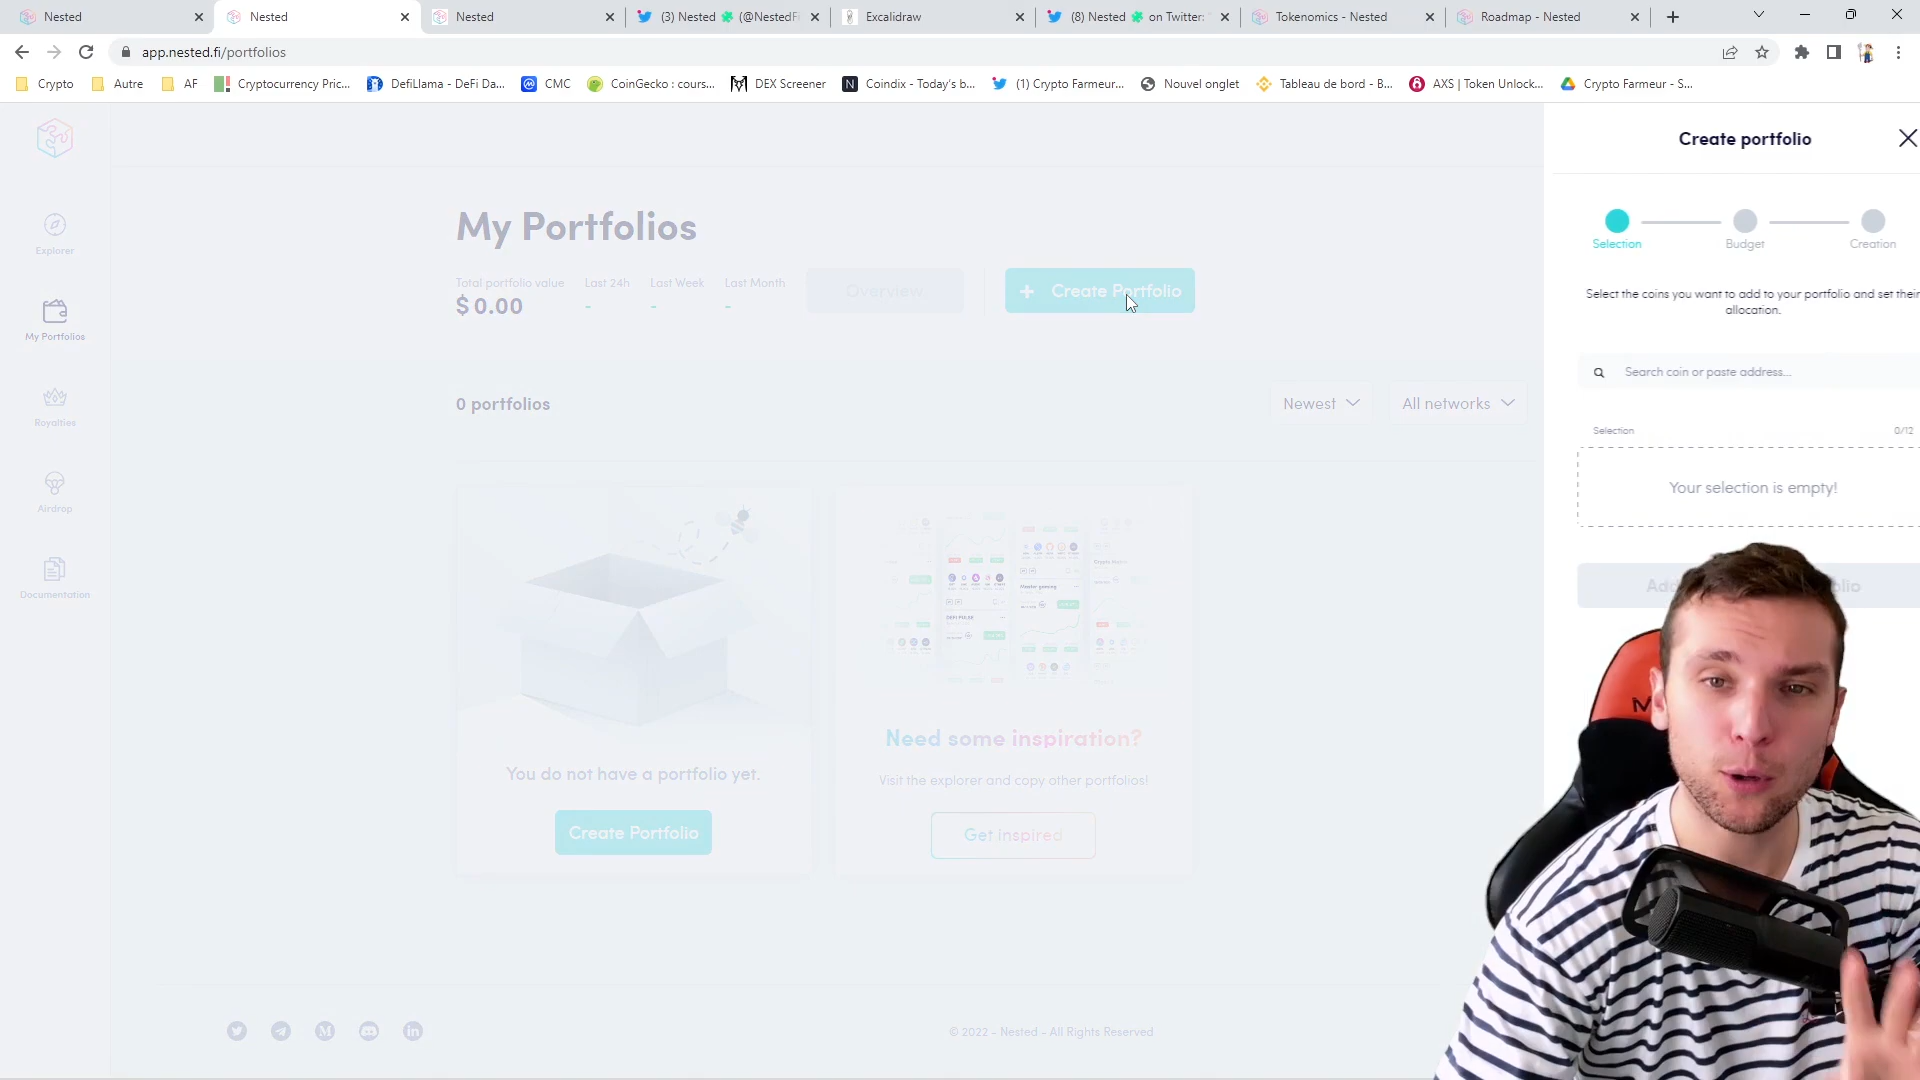 Nested
Nested
Nested
(3) Nested (@NestedFi
Excalidraw
(8) Nested on Twitter: "
Tokenomics - Nested
Roadmap - Nested
app.nested.fi/portfolios
Crypto
Autre
AF
Cryptocurrency Pric...
DefiLlama - DeFi Da...
CMC
CoinGecko : cours...
DEX Screener
Coindix - Today's b...
(1) Crypto Farmeur...
Nouvel onglet
Tableau de bord - B...
AXS | Token Unlock...
Crypto Farmeur - S...
Explorer
My Portfolios
Royalties
Airdrop
Documentation
My Portfolios
Total portfolio value
$ 0.00
Last 24h
-
Last Week
-
Last Month
-
Overview
+ Create Portfolio
0 portfolios
Newest
All networks
You do not have a portfolio yet.
Create Portfolio
Need some inspiration?
Visit the explorer and copy other portfolios!
Get inspired
© 2022 - Nested - All Rights Reserved
Create portfolio
Selection
Budget
Creation
Select the coins you want to add to your portfolio and set their
allocation.
Search coin or paste address...
Selection
0/12
Your selection is empty!